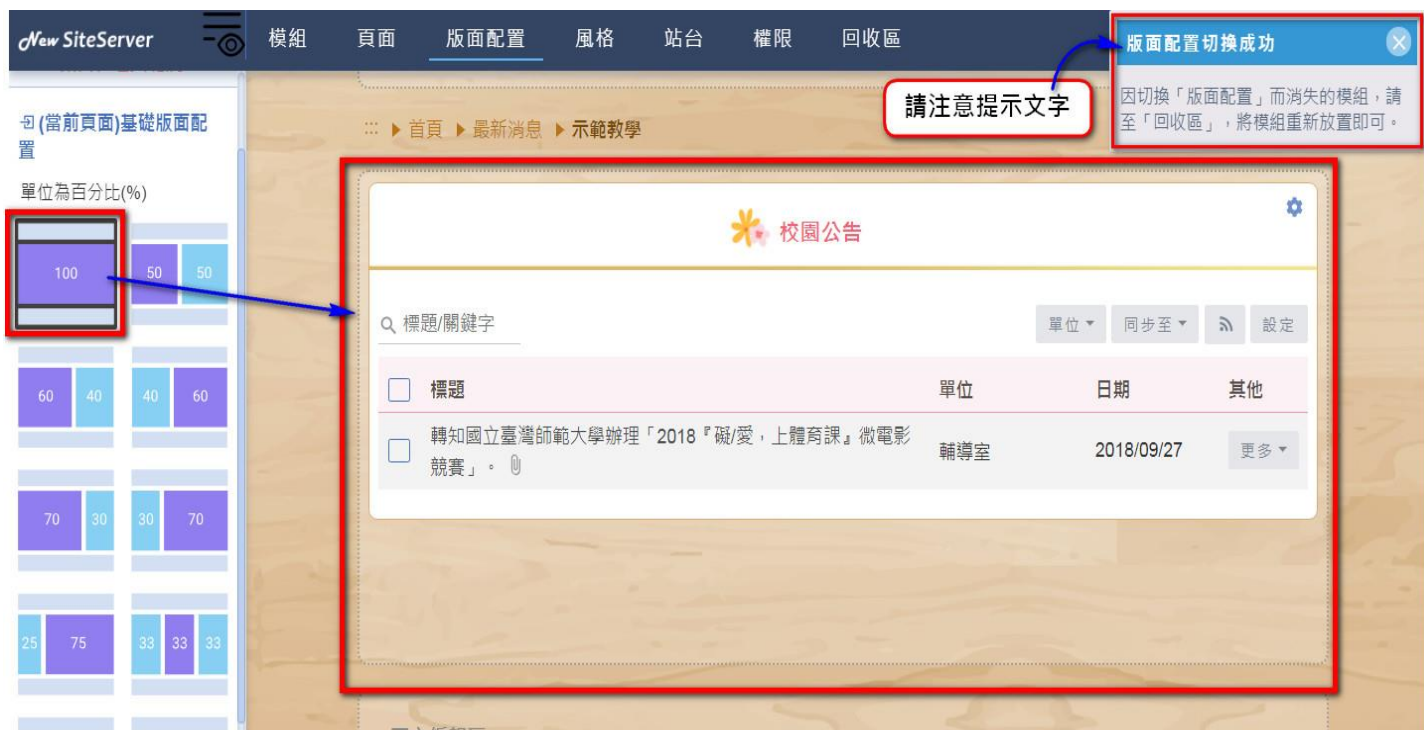 New SiteServer
模組 頁面 版面配置 風格 站台 權限 回收區
版面配置切換成功
因切換「版面配置」而消失的模組，請
至「回收區」，將模組重新放置即可。
請注意提示文字
(當前頁面)基礎版面配
置
單位為百分比(%)
100 50 50
60 40 40 60
70 30 30 70
25 75 33 33 33
首頁 最新消息 示範教學
校園公告
標題/關鍵字
單位 同步至 設定
標題 單位 日期 其他
轉知國立臺灣師範大學辦理「2018『礙/愛，上體育課』微電影
競賽」。
輔導室 2018/09/27 更多